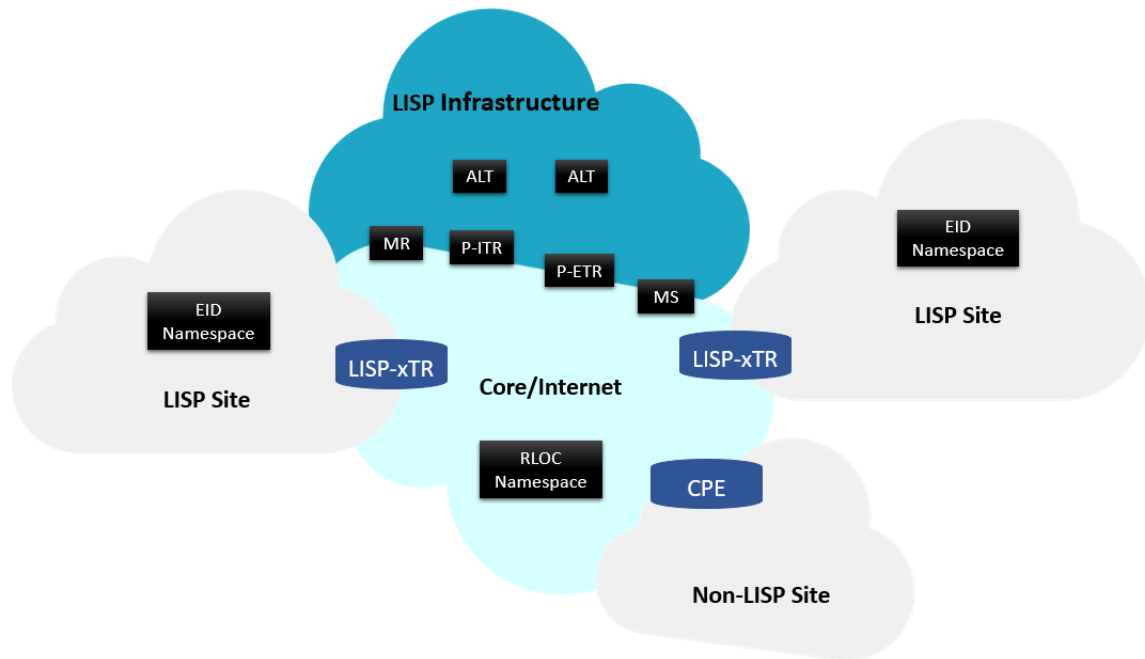 LISP Infrastructure
ALT
ALT
MR
P-ITR
P-ETR
MS
EID
Namespace
LISP Site
EID
Namespace
LISP Site
LISP-xTR
LISP-xTR
Core/Internet
RLOC
Namespace
CPE
Non-LISP Site